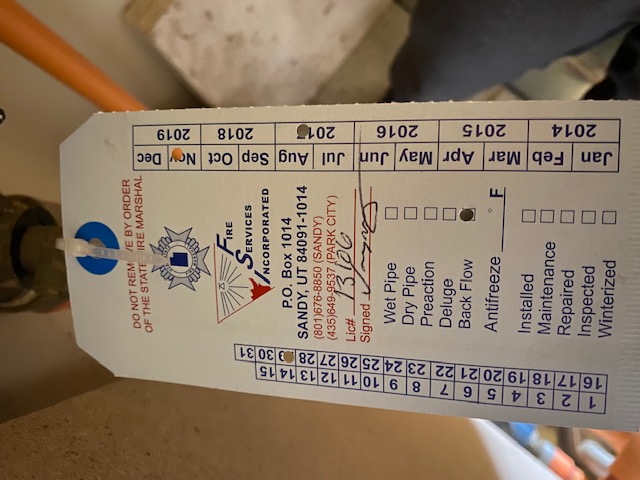 DO NOT REMOVE BY ORDER
OF THE STATE FIRE MARSHAL
FIRE
SERVICES
INCORPORATED
P.O. Box 1014
SANDY, UT 84091-1014
(801)676-8850 (SANDY)
(435)649-9537 (PARK CITY)
Lic#
Signed
Wet Pipe
Dry Pipe
Preaction
Deluge
Back Flow
Antifreeze ° F
Installed
Maintenance
Repaired
Inspected
Winterized
2014 2015 2016 2017 2018 2019
Jan Feb Mar Apr May Jun Jul Aug Sep Oct Nov Dec
1 2 3 4 5 6 7 8 9 10 11 12 13 14 15
16 17 18 19 20 21 22 23 24 25 26 27 28 30 31